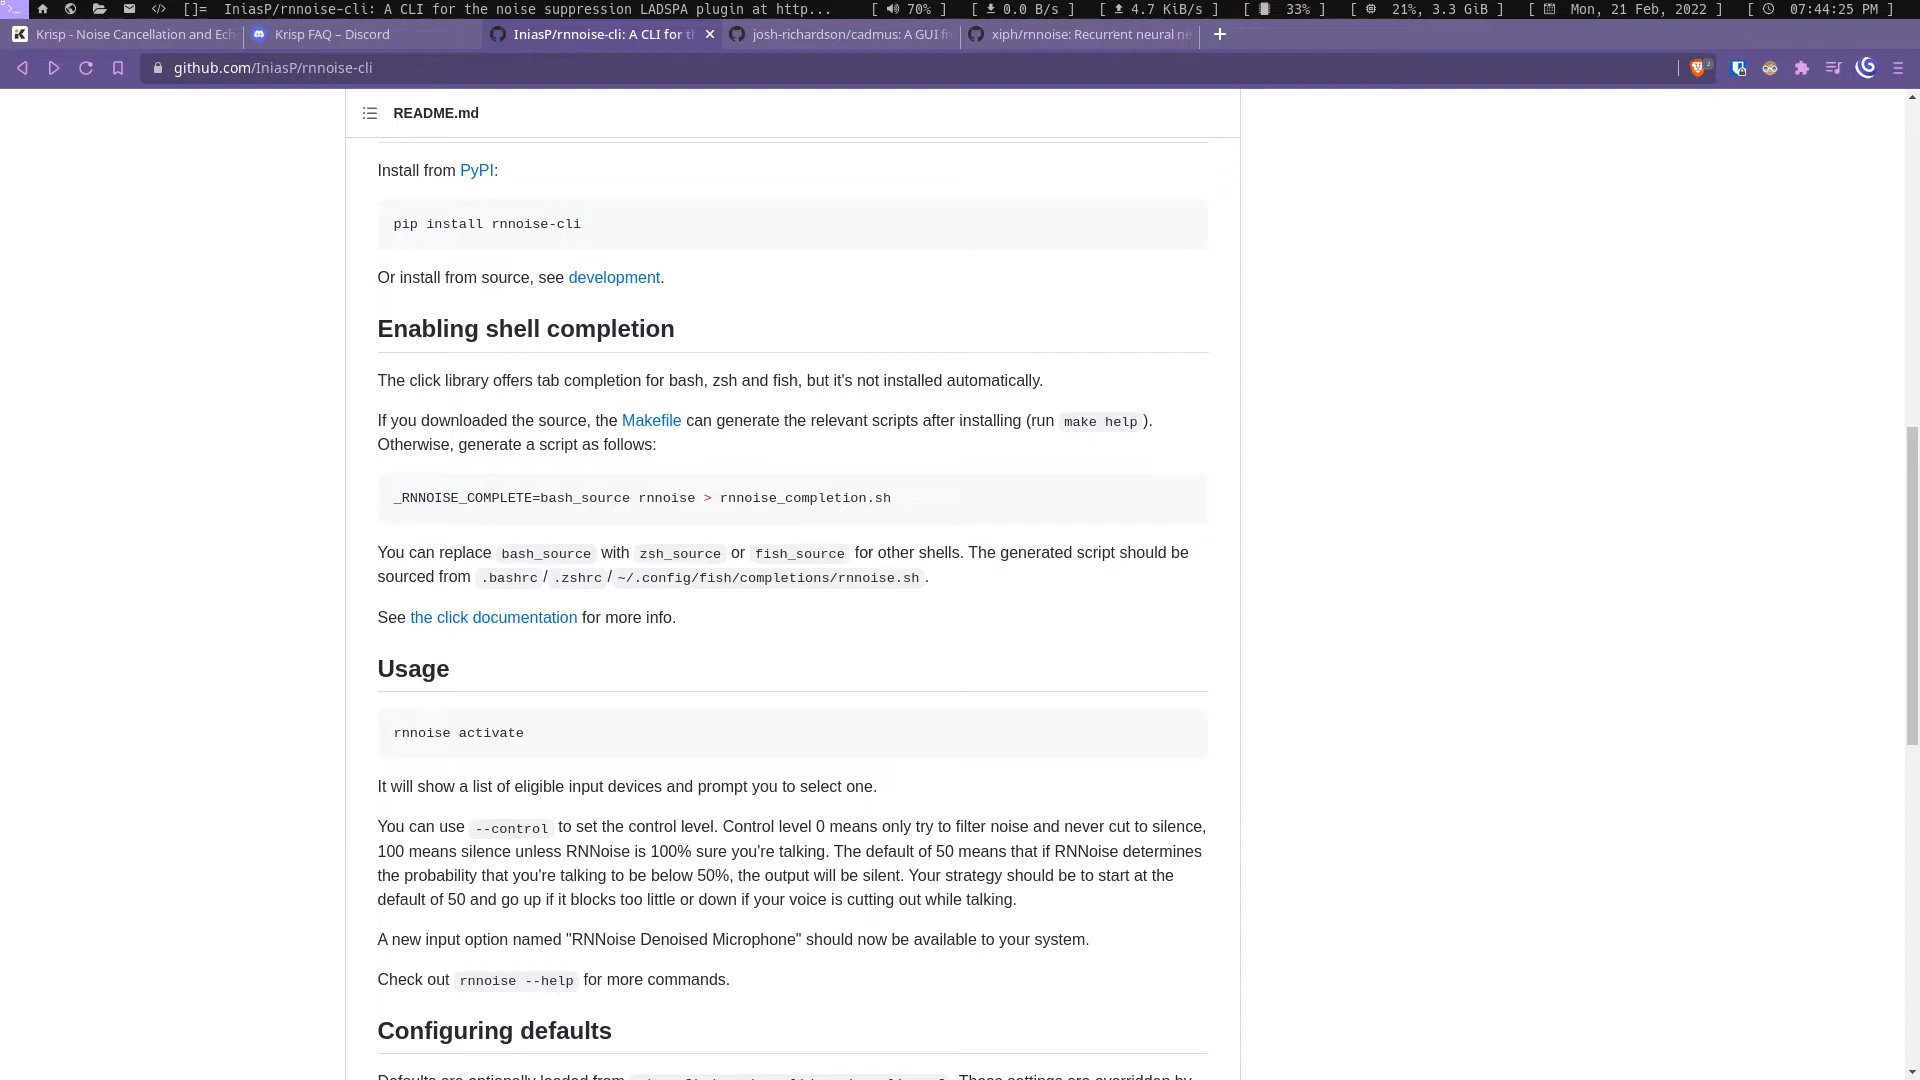 []= IniasP/rnnoise-cli: A CLI for the noise suppression LADSPA plugin at http... [ 70% ] [ 0.0 B/s ] [ 4.7 KiB/s ] [ 33% ] [ 21%, 3.3 GiB ] [ Mon, 21 Feb, 2022 ] [ 07:44:25 PM ]
Krisp - Noise Cancellation and Ech Krisp FAQ – Discord IniasP/rnnoise-cli: A CLI for th josh-richardson/cadmus: A GUI fr xiph/rnnoise: Recurrent neural ne
github.com/IniasP/rnnoise-cli
README.md
Install from PyPI:
pip install rnnoise-cli
Or install from source, see development.
Enabling shell completion
The click library offers tab completion for bash, zsh and fish, but it's not installed automatically.
If you downloaded the source, the Makefile can generate the relevant scripts after installing (run make help ).
Otherwise, generate a script as follows:
_RNNOISE_COMPLETE=bash_source rnnoise > rnnoise_completion.sh
You can replace bash_source with zsh_source or fish_source for other shells. The generated script should be
sourced from .bashrc / .zshrc / ~/.config/fish/completions/rnnoise.sh .
See the click documentation for more info.
Usage
rnnoise activate
It will show a list of eligible input devices and prompt you to select one.
You can use --control to set the control level. Control level 0 means only try to filter noise and never cut to silence,
100 means silence unless RNNoise is 100% sure you're talking. The default of 50 means that if RNNoise determines
the probability that you're talking to be below 50%, the output will be silent. Your strategy should be to start at the
default of 50 and go up if it blocks too little or down if your voice is cutting out while talking.
A new input option named "RNNoise Denoised Microphone" should now be available to your system.
Check out rnnoise --help for more commands.
Configuring defaults
Defaults are optionally loaded from These settings are overridden by